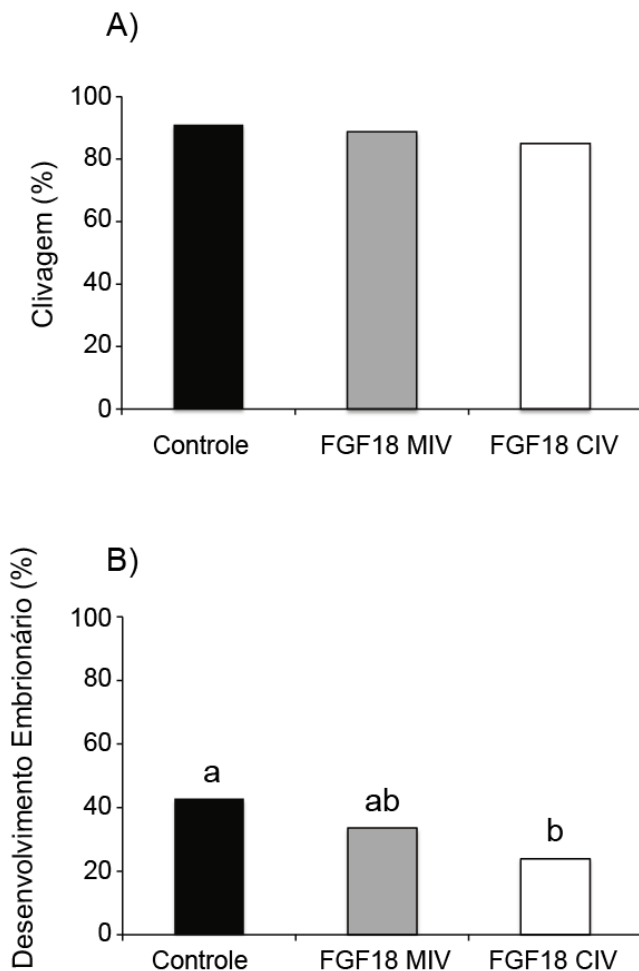 A)
Clivagem (%)
100
80
60
40
20
0
Controle FGF18 MIV FGF18 CIV
B)
Desenvolvimento Embrionário (%)
100
80
60
40
20
0
a
ab
b
Controle FGF18 MIV FGF18 CIV